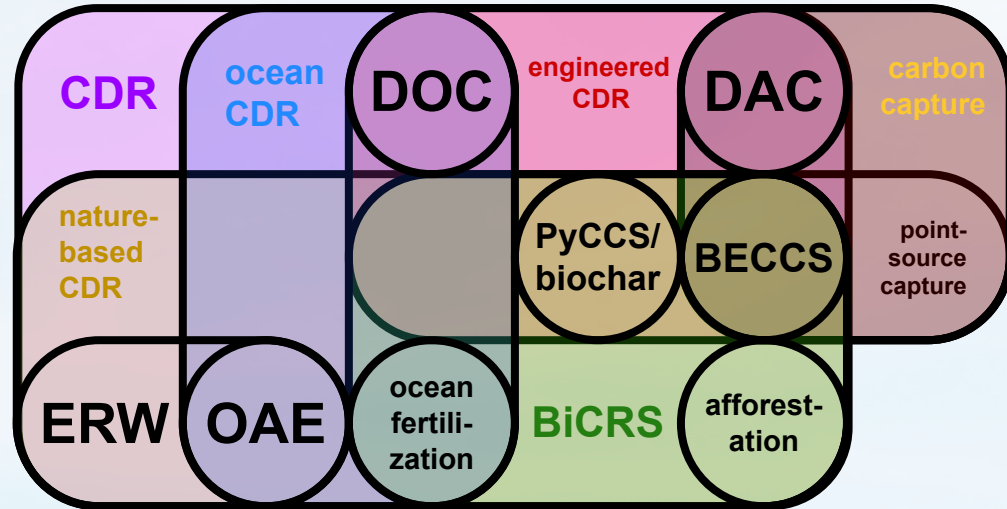 CDR
ocean
CDR
DOC
engineered
CDR
DAC
carbon
capture
nature-
based
CDR
PyCCS/
biochar
BECCS
point-
source
capture
ERW
OAE
ocean
fertili-
zation
BiCRS
afforest-
ation